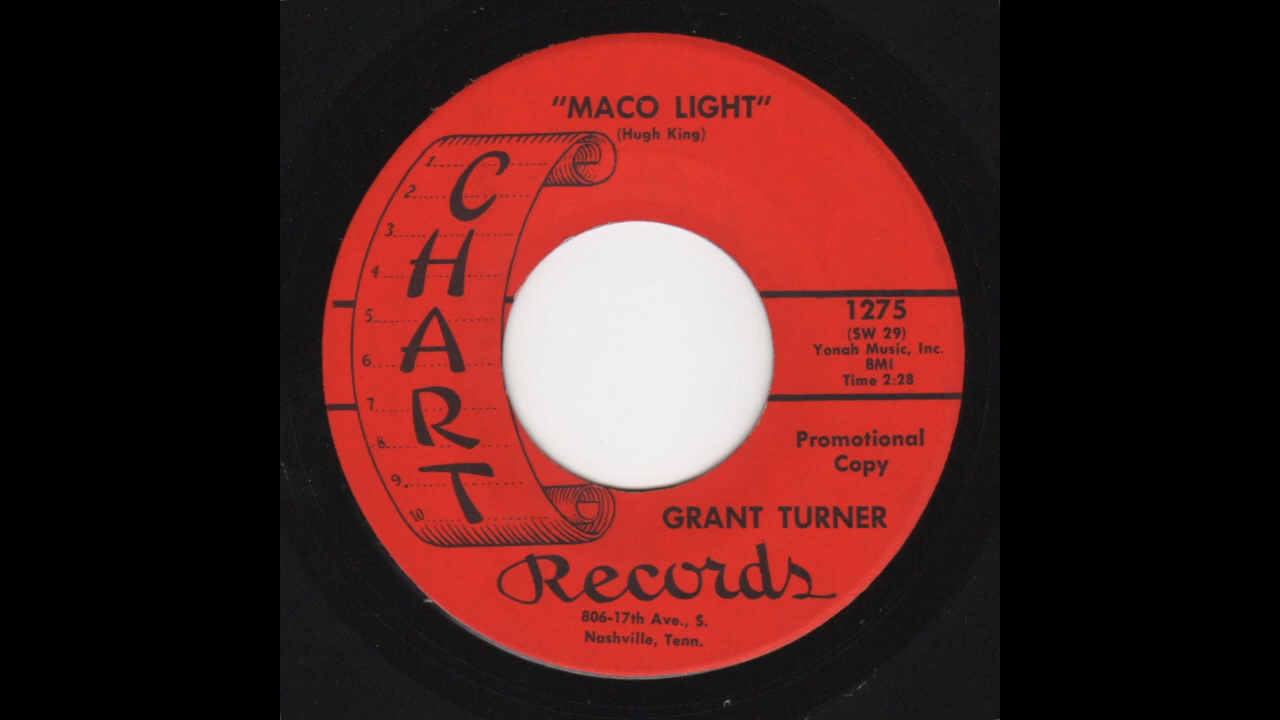 "MACO LIGHT"
(Hugh King)
CHART
1
2
3
4
5
6
7
8
9
10
1275
(SW 29)
Yonah Music, Inc.
BMI
Time 2:28
Promotional
Copy
GRANT TURNER
Records
806-17th Ave., S.
Nashville, Tenn.